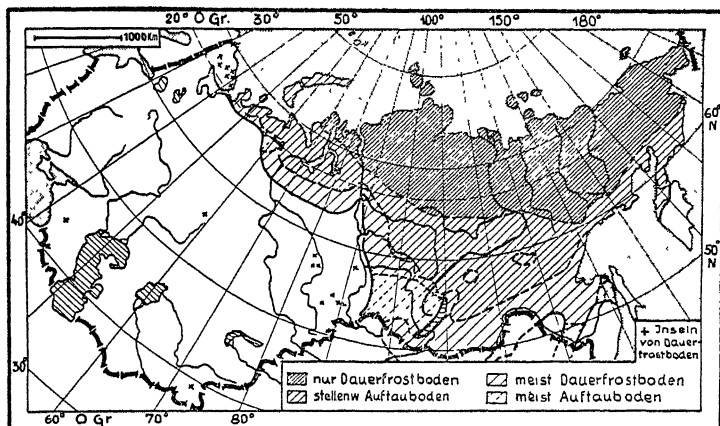 20° O Gr. 30° 50° 100° 130° 150° 180°
1000 Km
60°
N
40°
50°
N
30°
+ Inseln
von Dauer-
frostboden
nur Dauerfrostboden meist Dauerfrostboden
stellenw Auftauboden meist Auftauboden
60° O Gr. 70° 80°